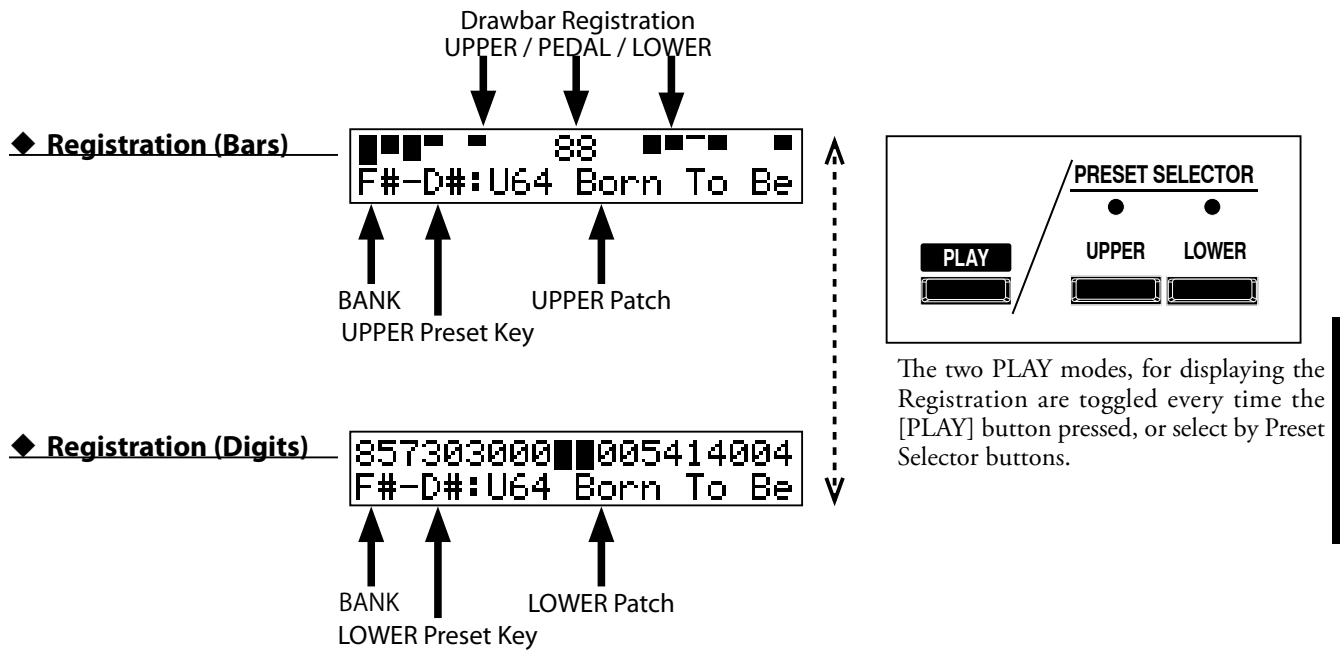 Drawbar Registration
UPPER / PEDAL / LOWER
◆ Registration (Bars)
88
F#-D#:U64 Born To Be
BANK
UPPER Patch
UPPER Preset Key
PRESET SELECTOR
PLAY
UPPER
LOWER
The two PLAY modes, for displaying the
Registration are toggled every time the
[PLAY] button pressed, or select by Preset
Selector buttons.
◆ Registration (Digits)
857303000██005414004
F#-D#:U64 Born To Be
BANK
LOWER Patch
LOWER Preset Key